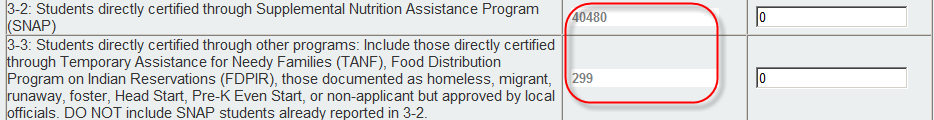 3-2: Students directly certified through Supplemental Nutrition Assistance Program
(SNAP)
40480
0
3-3: Students directly certified through other programs: Include those directly certified
through Temporary Assistance for Needy Families (TANF), Food Distribution
Program on Indian Reservations (FDPIR), those documented as homeless, migrant,
runaway, foster, Head Start, Pre-K Even Start, or non-applicant but approved by local
officials. DO NOT include SNAP students already reported in 3-2.
299
0